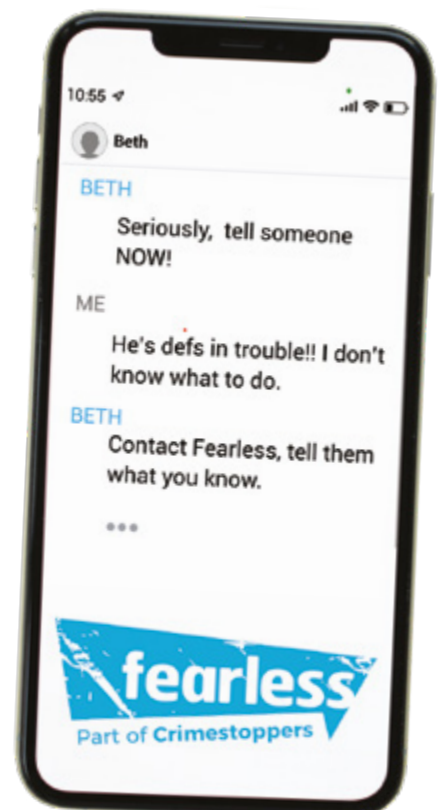 10:55
Beth
BETH
Seriously, tell someone
NOW!
ME
He's defs in trouble!! I don't
know what to do.
BETH
Contact Fearless, tell them
what you know.
•••
fearless
Part of Crimestoppers